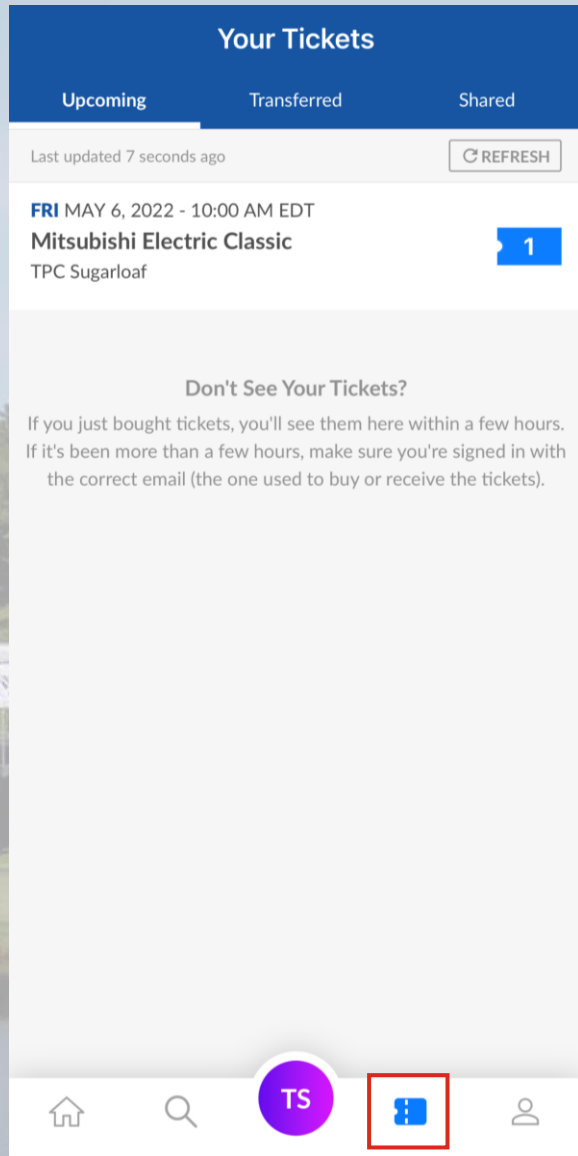 Your Tickets
Upcoming Transferred Shared
Last updated 7 seconds ago REFRESH
FRI MAY 6, 2022 - 10:00 AM EDT
Mitsubishi Electric Classic
1
TPC Sugarloaf
Don't See Your Tickets?
If you just bought tickets, you'll see them here within a few hours.
If it's been more than a few hours, make sure you're signed in with
the correct email (the one used to buy or receive the tickets).
TS